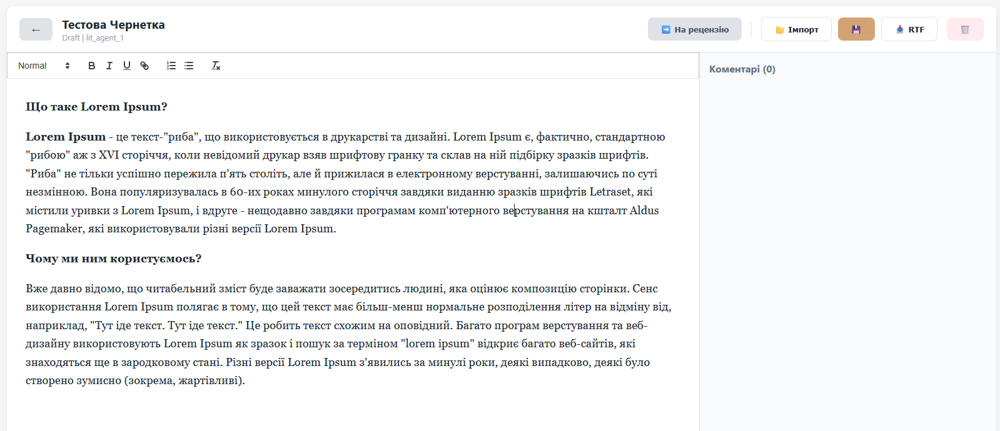 ←
Тестова Чернетка
Draft | lit_agent_1
На рецензію
Імпорт
RTF
Normal
B I U
Коментарі (0)
Що таке Lorem Ipsum?
Lorem Ipsum - це текст-"риба", що використовується в друкарстві та дизайні. Lorem Ipsum є, фактично, стандартною
"рибою" аж з XVI сторіччя, коли невідомий друкар взяв шрифтову гранку та склав на ній підбірку зразків шрифтів.
"Риба" не тільки успішно пережила п'ять століть, але й прижилася в електронному верстуванні, залишаючись по суті
незмінною. Вона популяризувалась в 60-их роках минулого сторіччя завдяки виданню зразків шрифтів Letraset, які
містили уривки з Lorem Ipsum, і вдруге - нещодавно завдяки програмам комп'ютерного верстування на кшталт Aldus
Pagemaker, які використовували різні версії Lorem Ipsum.
Чому ми ним користуємось?
Вже давно відомо, що читабельний зміст буде заважати зосередитись людині, яка оцінює композицію сторінки. Сенс
використання Lorem Ipsum полягає в тому, що цей текст має більш-менш нормальне розподілення літер на відміну від,
наприклад, "Тут іде текст. Тут іде текст." Це робить текст схожим на оповідний. Багато програм верстування та веб-
дизайну використовують Lorem Ipsum як зразок і пошук за терміном "lorem ipsum" відкриє багато веб-сайтів, які
знаходяться ще в зародковому стані. Різні версії Lorem Ipsum з'явились за минулі роки, деякі випадково, деякі було
створено зумисно (зокрема, жартівливі).